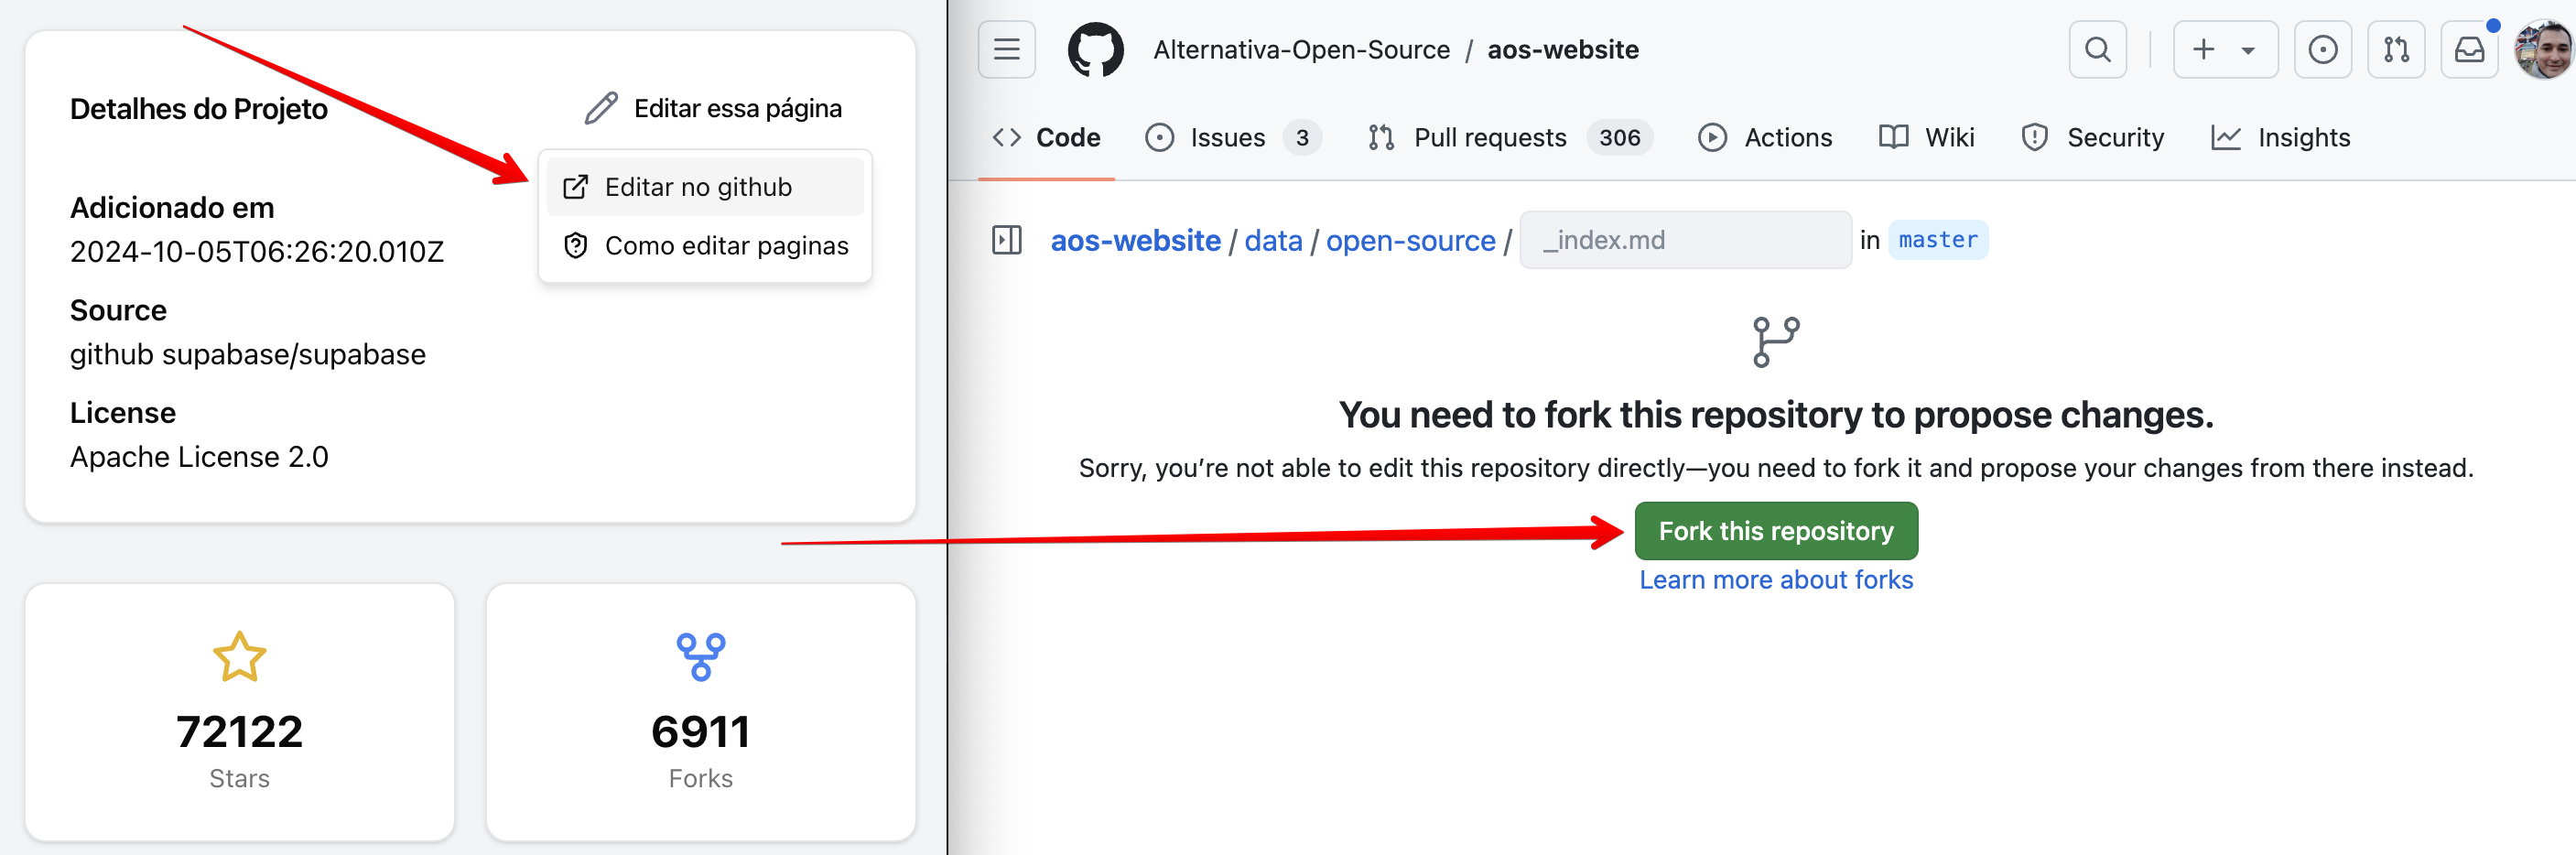 Detalhes do Projeto
Editar essa página
Editar no github
Como editar paginas
Adicionado em
2024-10-05T06:26:20.010Z
Source
github supabase/supabase
License
Apache License 2.0
72122
Stars
6911
Forks
Alternativa-Open-Source / aos-website
Code Issues 3 Pull requests 306 Actions Wiki Security Insights
aos-website / data / open-source / _index.md in master
You need to fork this repository to propose changes.
Sorry, you’re not able to edit this repository directly—you need to fork it and propose your changes from there instead.
Fork this repository
Learn more about forks